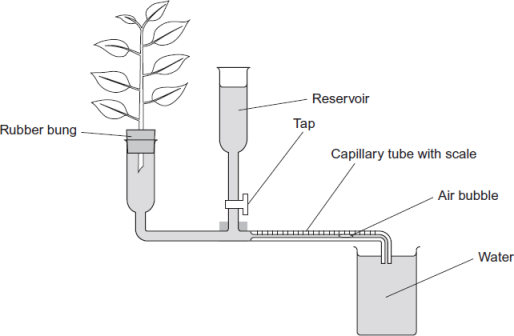 Reservoir
Rubber bung
Tap
Capillary tube with scale
Air bubble
Water